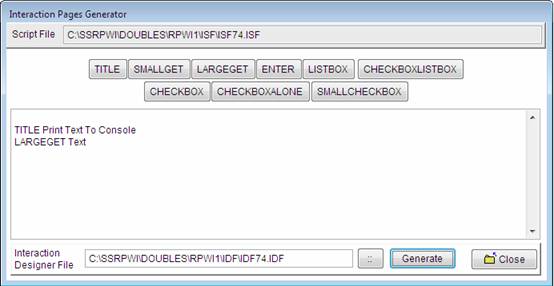 Interaction Pages Generator
Script File C:\SSRPWI\DOUBLES\RPWI1\ISF\ISF74.ISF
TITLE SMALLGET LARGEGET ENTER LISTBOX CHECKBOXLISTBOX
CHECKBOX CHECKBOXALONE SMALLCHECKBOX
TITLE Print Text To Console
LARGEGET Text
Interaction
Designer File C:\SSRPWI\DOUBLES\RPWI1\IDF\IDF74.IDF :: Generate Close